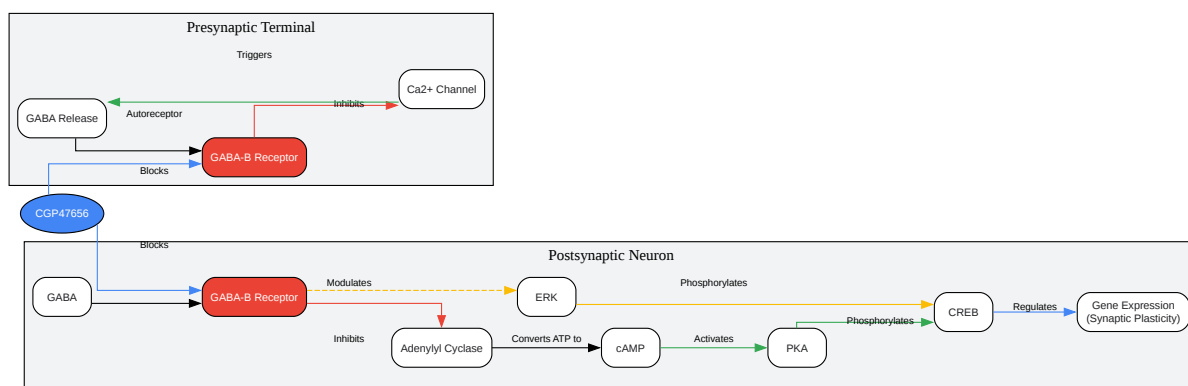 Presynaptic Terminal
Triggers
Ca2+ Channel
Inhibits
GABA Release
Autoreceptor
GABA-B Receptor
Blocks
CGP47656
Blocks
Postsynaptic Neuron
GABA
GABA-B Receptor
Modulates
ERK
Phosphorylates
CREB
Regulates
Gene Expression
(Synaptic Plasticity)
Inhibits
Adenylyl Cyclase
Converts ATP to
cAMP
Activates
PKA
Phosphorylates